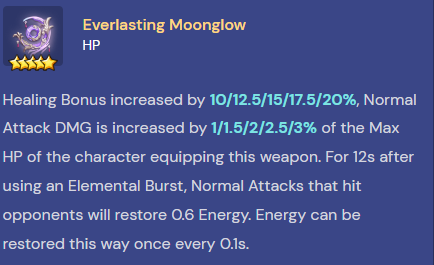 Everlasting Moonglow
HP
Healing Bonus increased by 10/12.5/15/17.5/20%, Normal
Attack DMG is increased by 1/1.5/2/2.5/3% of the Max
HP of the character equipping this weapon. For 12s after
using an Elemental Burst, Normal Attacks that hit
opponents will restore 0.6 Energy. Energy can be
restored this way once every 0.1s.